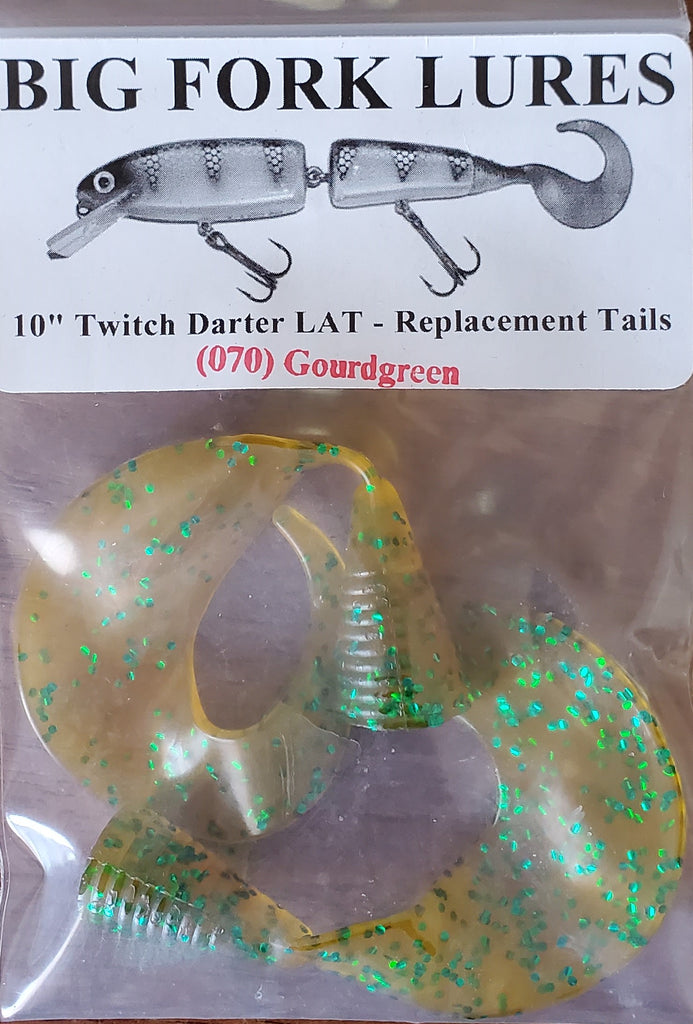 BIG FORK LURES
10" Twitch Darter LAT - Replacement Tails
(070) Gourdgreen